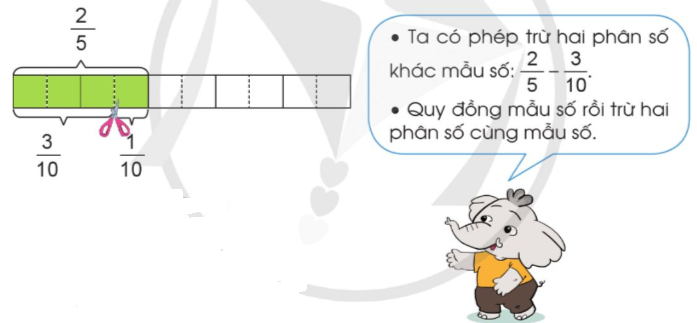 2/5
3/10
1/10
• Ta có phép trừ hai phân số
khác mẫu số: 2/5 - 3/10.
• Quy đồng mẫu số rồi trừ hai
phân số cùng mẫu số.